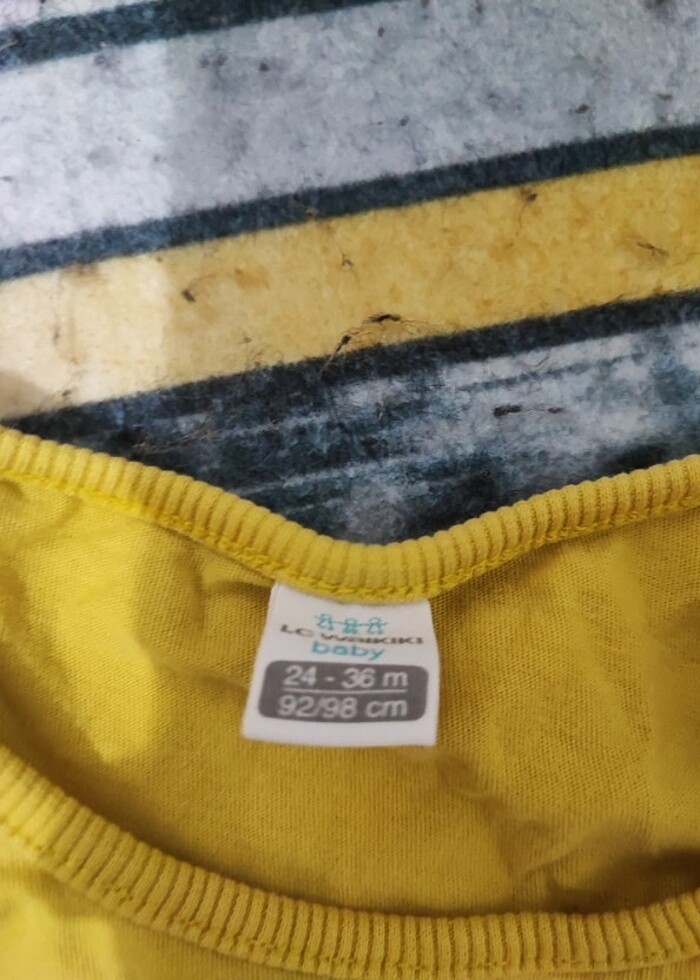 LC WAIKIKI
baby
24 - 36 m
92/98 cm